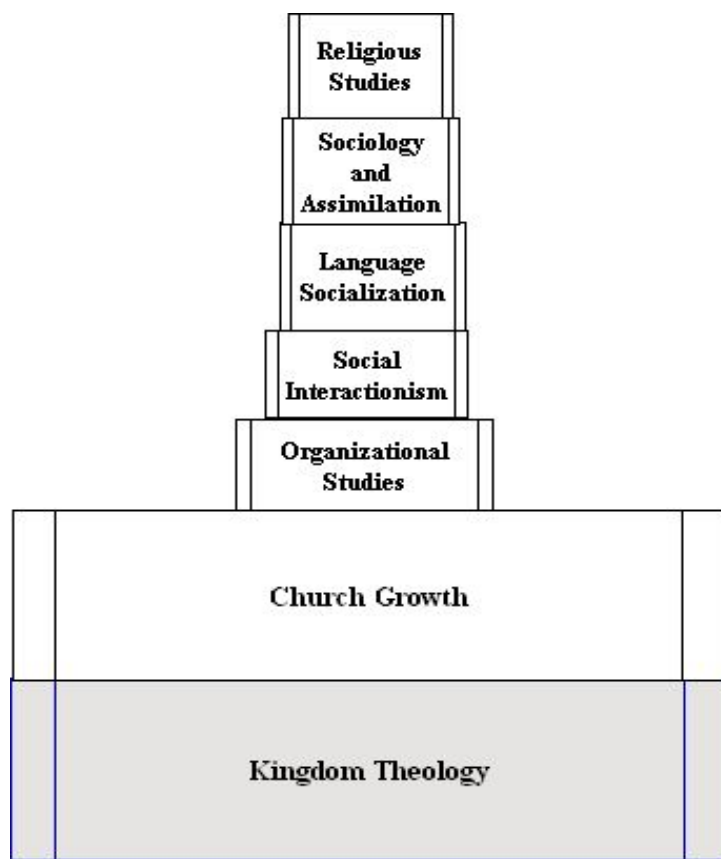 Religious
Studies
Sociology
and
Assimilation
Language
Socialization
Social
Interactionism
Organizational
Studies
Church Growth
Kingdom Theology